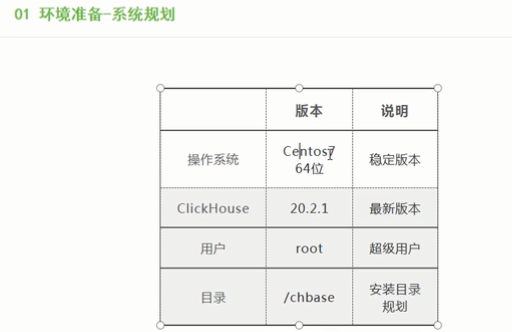 01 环境准备-系统规划
版本 说明
操作系统 Centos7 稳定版本
64位
ClickHouse 20.2.1 最新版本
用户 root 超级用户
目录 /chbase 安装目录
规划